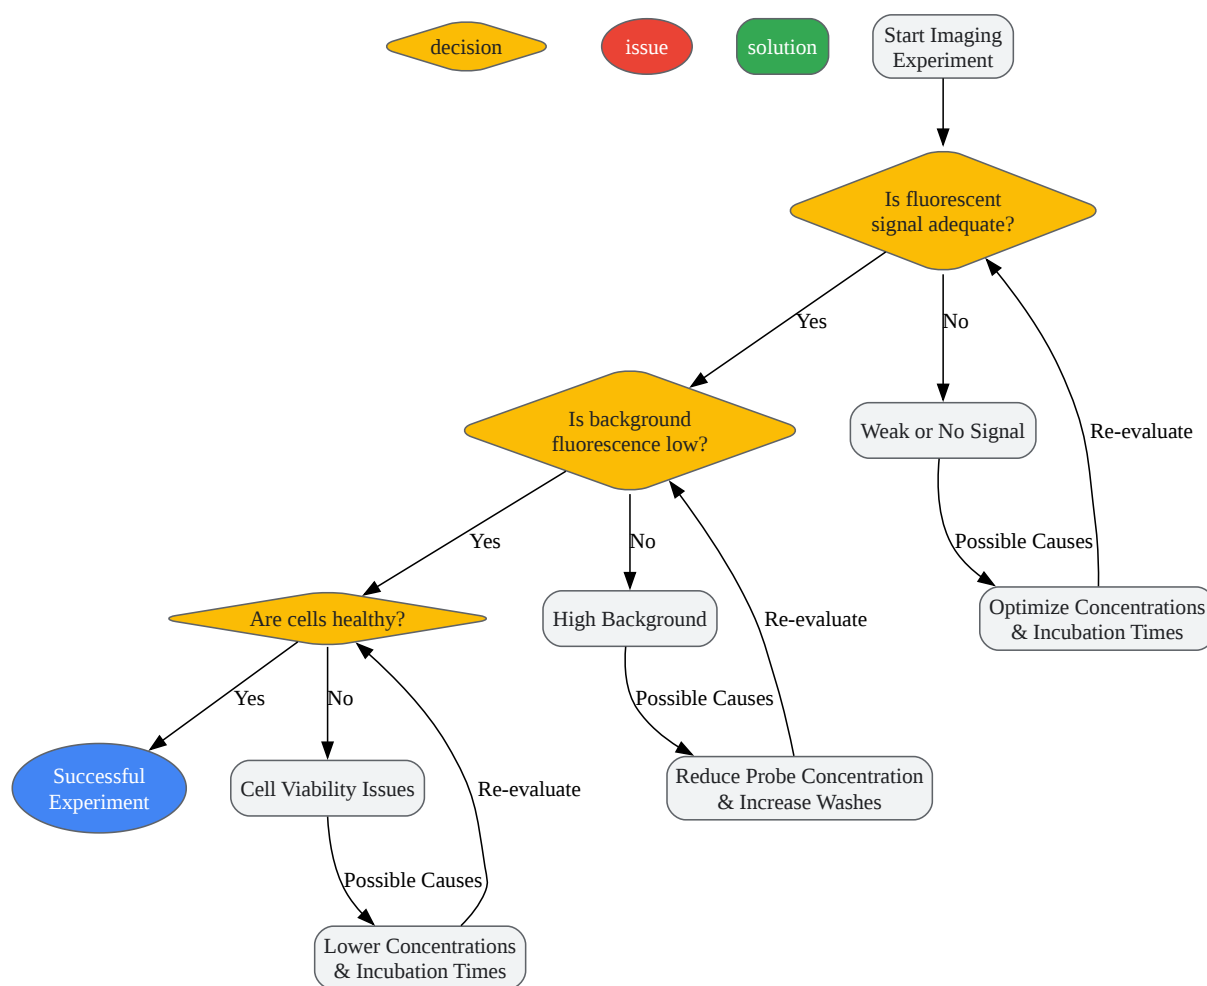 decision
issue
solution
Start Imaging
Experiment
Is fluorescent
signal adequate?
Yes
No
Is background
fluorescence low?
Weak or No Signal
Re-evaluate
Yes
No
Possible Causes
Are cells healthy?
High Background
Re-evaluate
Optimize Concentrations
& Incubation Times
Yes
No
Possible Causes
Successful
Experiment
Cell Viability Issues
Re-evaluate
Reduce Probe Concentration
& Increase Washes
Possible Causes
Lower Concentrations
& Incubation Times